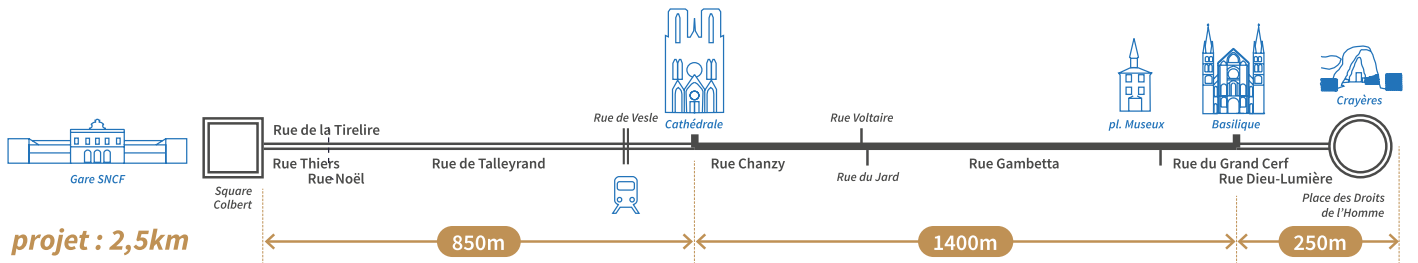 Rue de Vesle
Cathédrale
Rue Voltaire
pl. Museux
Basilique
Crayères
Rue de la Tirelire
Rue Thiers
Rue Noël
Rue de Talleyrand
Rue Chanzy
Rue du Jard
Rue Gambetta
Rue du Grand Cerf
Rue Dieu-Lumière
Gare SNCF
Square
Colbert
Place des Droits
de l'Homme
projet : 2,5km
850m
1400m
250m